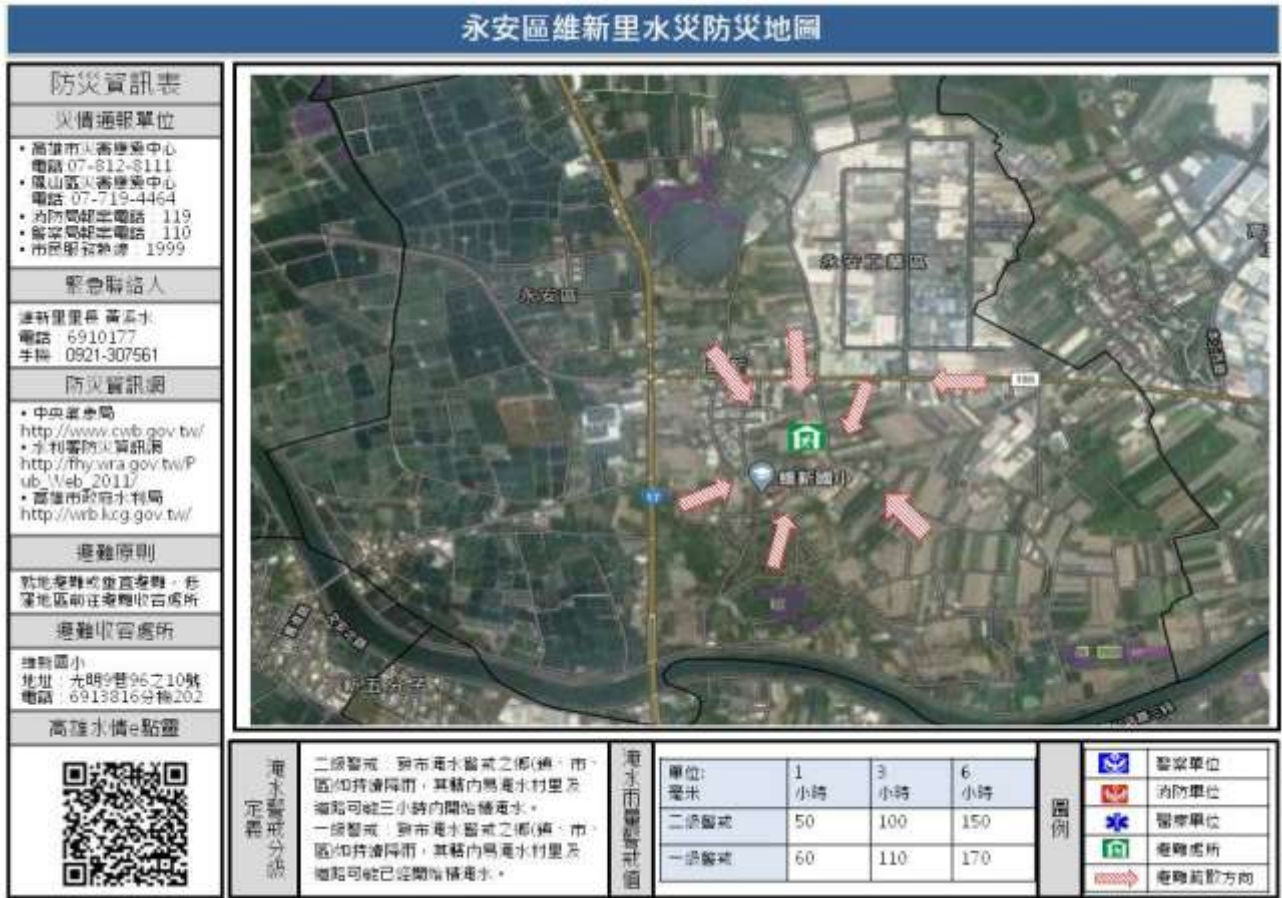 永安區維新里水災防災地圖
防災資訊表
災情通報單位
• 高雄市災害應變中心
電話:07-812-8111
• 鳳山區災害應變中心
電話:07-719-4464
• 消防局報案電話：119
• 警察局報案電話：110
• 市民服務熱線：1999
緊急聯絡人
維新里里長 黃
電話：6910177
手機：0921-307561
防災資訊網
• 中央氣象局
http://www.cwb.gov.tw/
• 水利署防災資訊網
http://fhy.wra.gov.tw/P
ub_Web_2011/
• 高雄市政府水利局
http://wrb.kcg.gov.tw/
避難原則
就地避難或垂直避難，低
窪地區前往避難收容處所
避難收容處所
維新國小
地址：光明9巷96之10號
電話：6913816分機202
高雄水情e點靈
永安區
永安工業區
維新國小
17
新五分子
淹水警戒分級
定義
二級警戒：發布淹水警戒之鄉(鎮、市、
區)如持續降雨，其轄內易淹水村里及
道路可能三小時內開始積淹水。
一級警戒：發布淹水警戒之鄉(鎮、市、
區)如持續降雨，其轄內易淹水村里及
道路可能已經開始積淹水。
淹水雨量警戒值
單位:毫米 1小時 3小時 6小時
二級警戒 50 100 150
一級警戒 60 110 170
圖例
警察單位
消防單位
醫療單位
避難處所
避難疏散方向